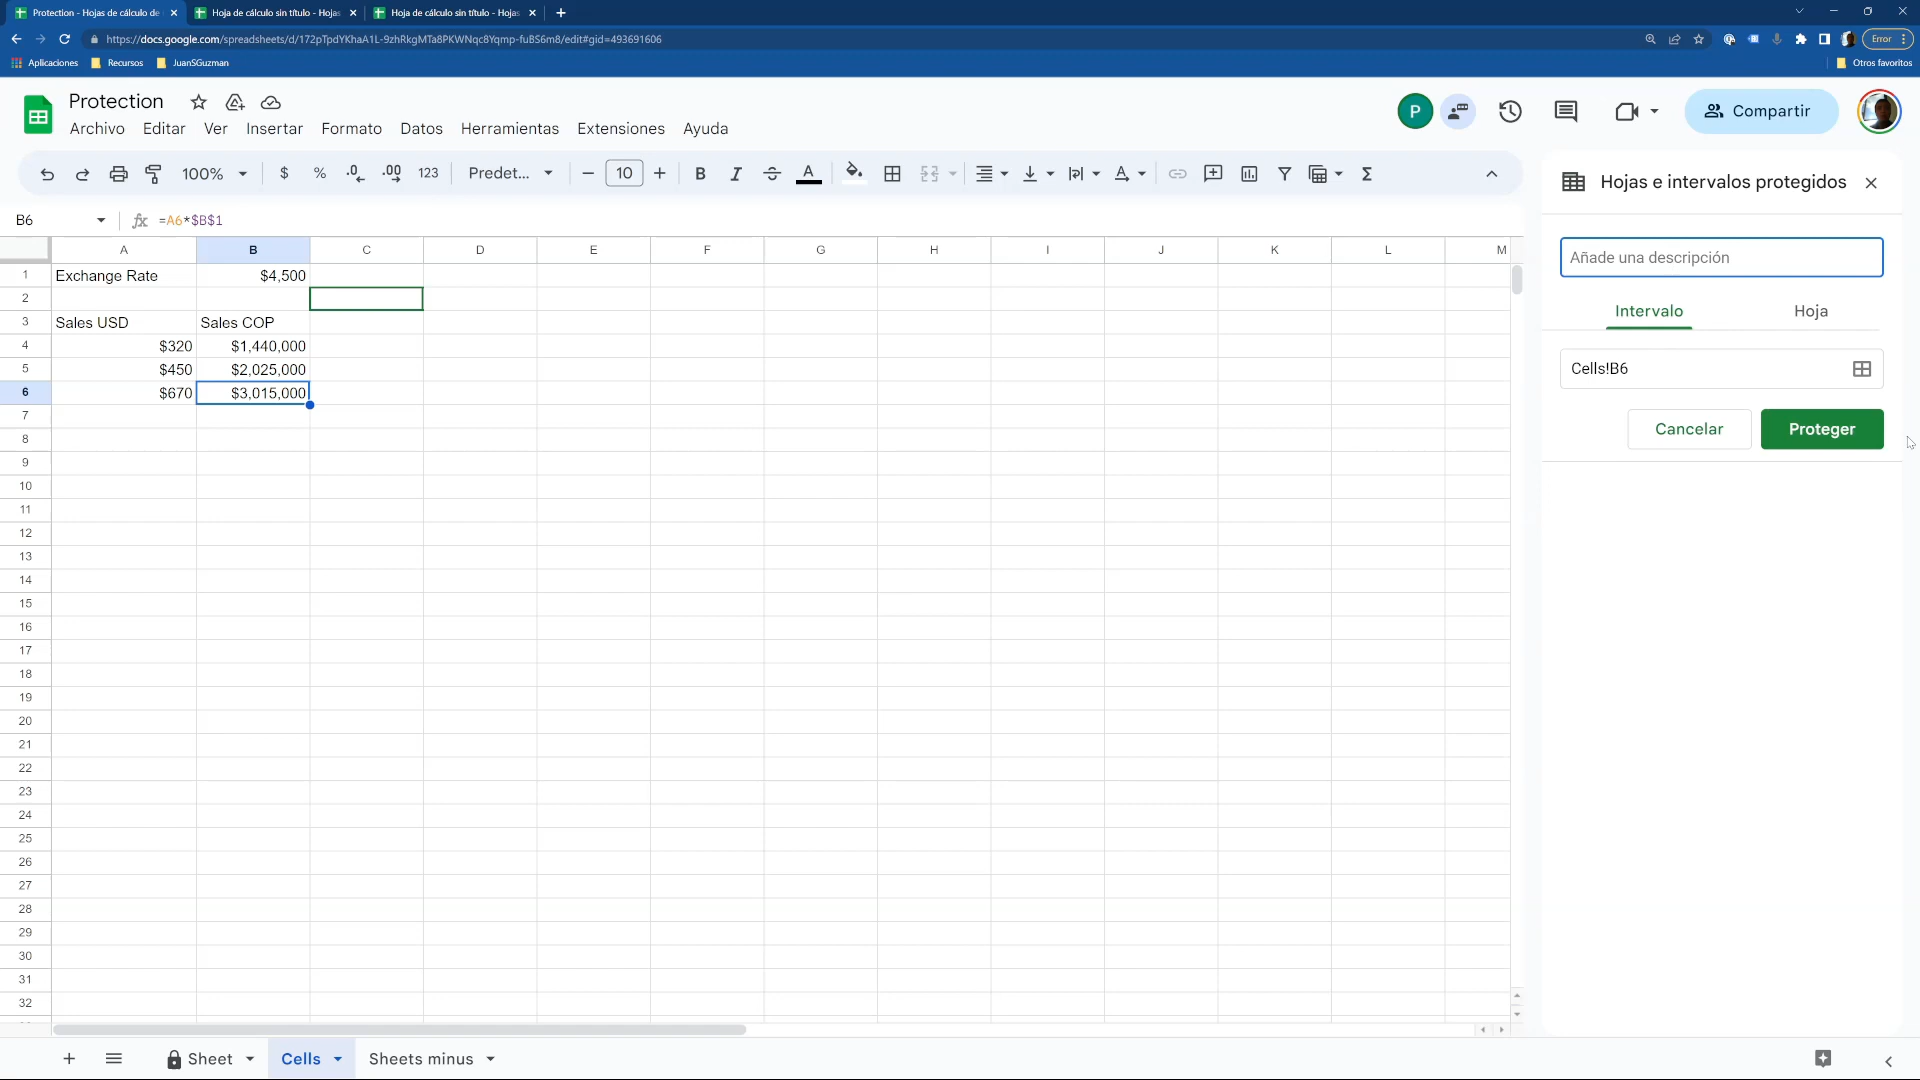 Protection - Hojas de cálculo de
Hoja de cálculo sin título - Hojas
Hoja de cálculo sin título - Hojas
https://docs.google.com/spreadsheets/d/172pTpdYKhaA1L-9zhRkgMTa8PKWNqc8Yqmp-fuBS6m8/edit#gid=493691606
Error
Aplicaciones
Recursos
JuanSGuzman
Otros favoritos
Protection
Archivo
Editar
Ver
Insertar
Formato
Datos
Herramientas
Extensiones
Ayuda
P
Compartir
100%
$
%
.0
.00
123
Predet...
10
B
I
S
A
Σ
B6
fx
=A6*$B$1
A B C D E F G H I J K L M
1 Exchange Rate $4,500
2
3 Sales USD Sales COP
4 $320 $1,440,000
5 $450 $2,025,000
6 $670 $3,015,000
7
8
9
10
11
12
13
14
15
16
17
18
19
20
21
22
23
24
25
26
27
28
29
30
31
32
Hojas e intervalos protegidos
Añade una descripción
Intervalo
Hoja
Cells!B6
Cancelar
Proteger
Sheet
Cells
Sheets minus